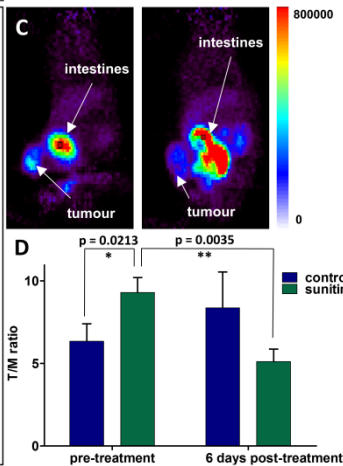 C
intestines
tumour
intestines
tumour
800000
0
D
p = 0.0213
*
p = 0.0035
**
contro
suniti
T/M ratio
10
5
0
pre-treatment
6 days post-treatment